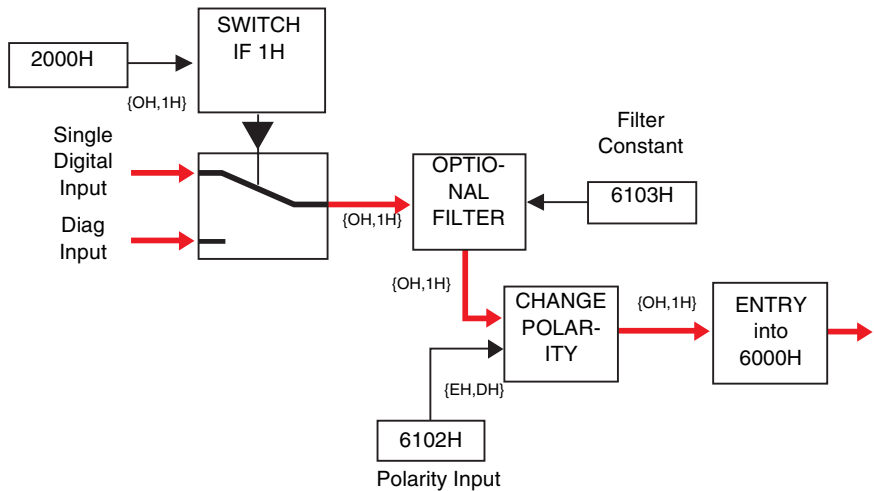 SWITCH
IF 1H
2000H
{OH,1H}
Single
Digital
Input
Diag
Input
{OH,1H}
OPTIO-
NAL
FILTER
Filter
Constant
6103H
{OH,1H}
CHANGE
POLAR-
ITY
{OH,1H}
ENTRY
into
6000H
{EH,DH}
6102H
Polarity Input